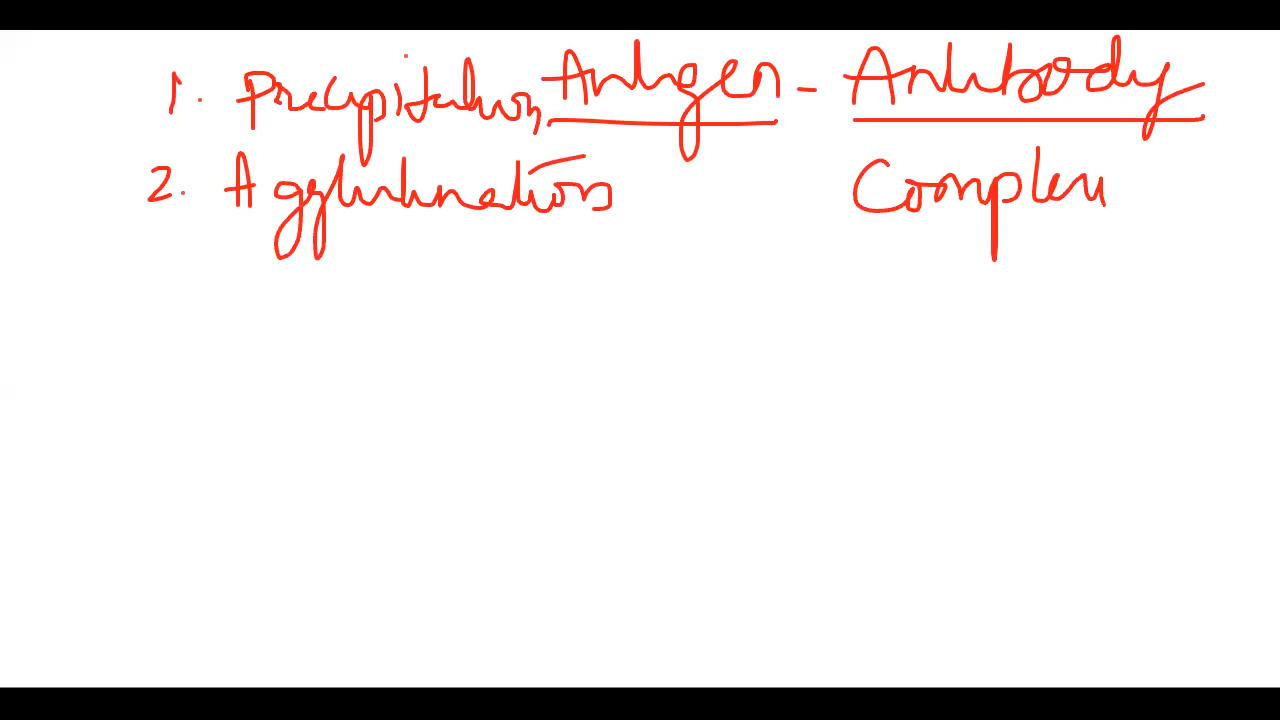 1. Precipitation, Antigen - Antibody
2. Agglutination Complex